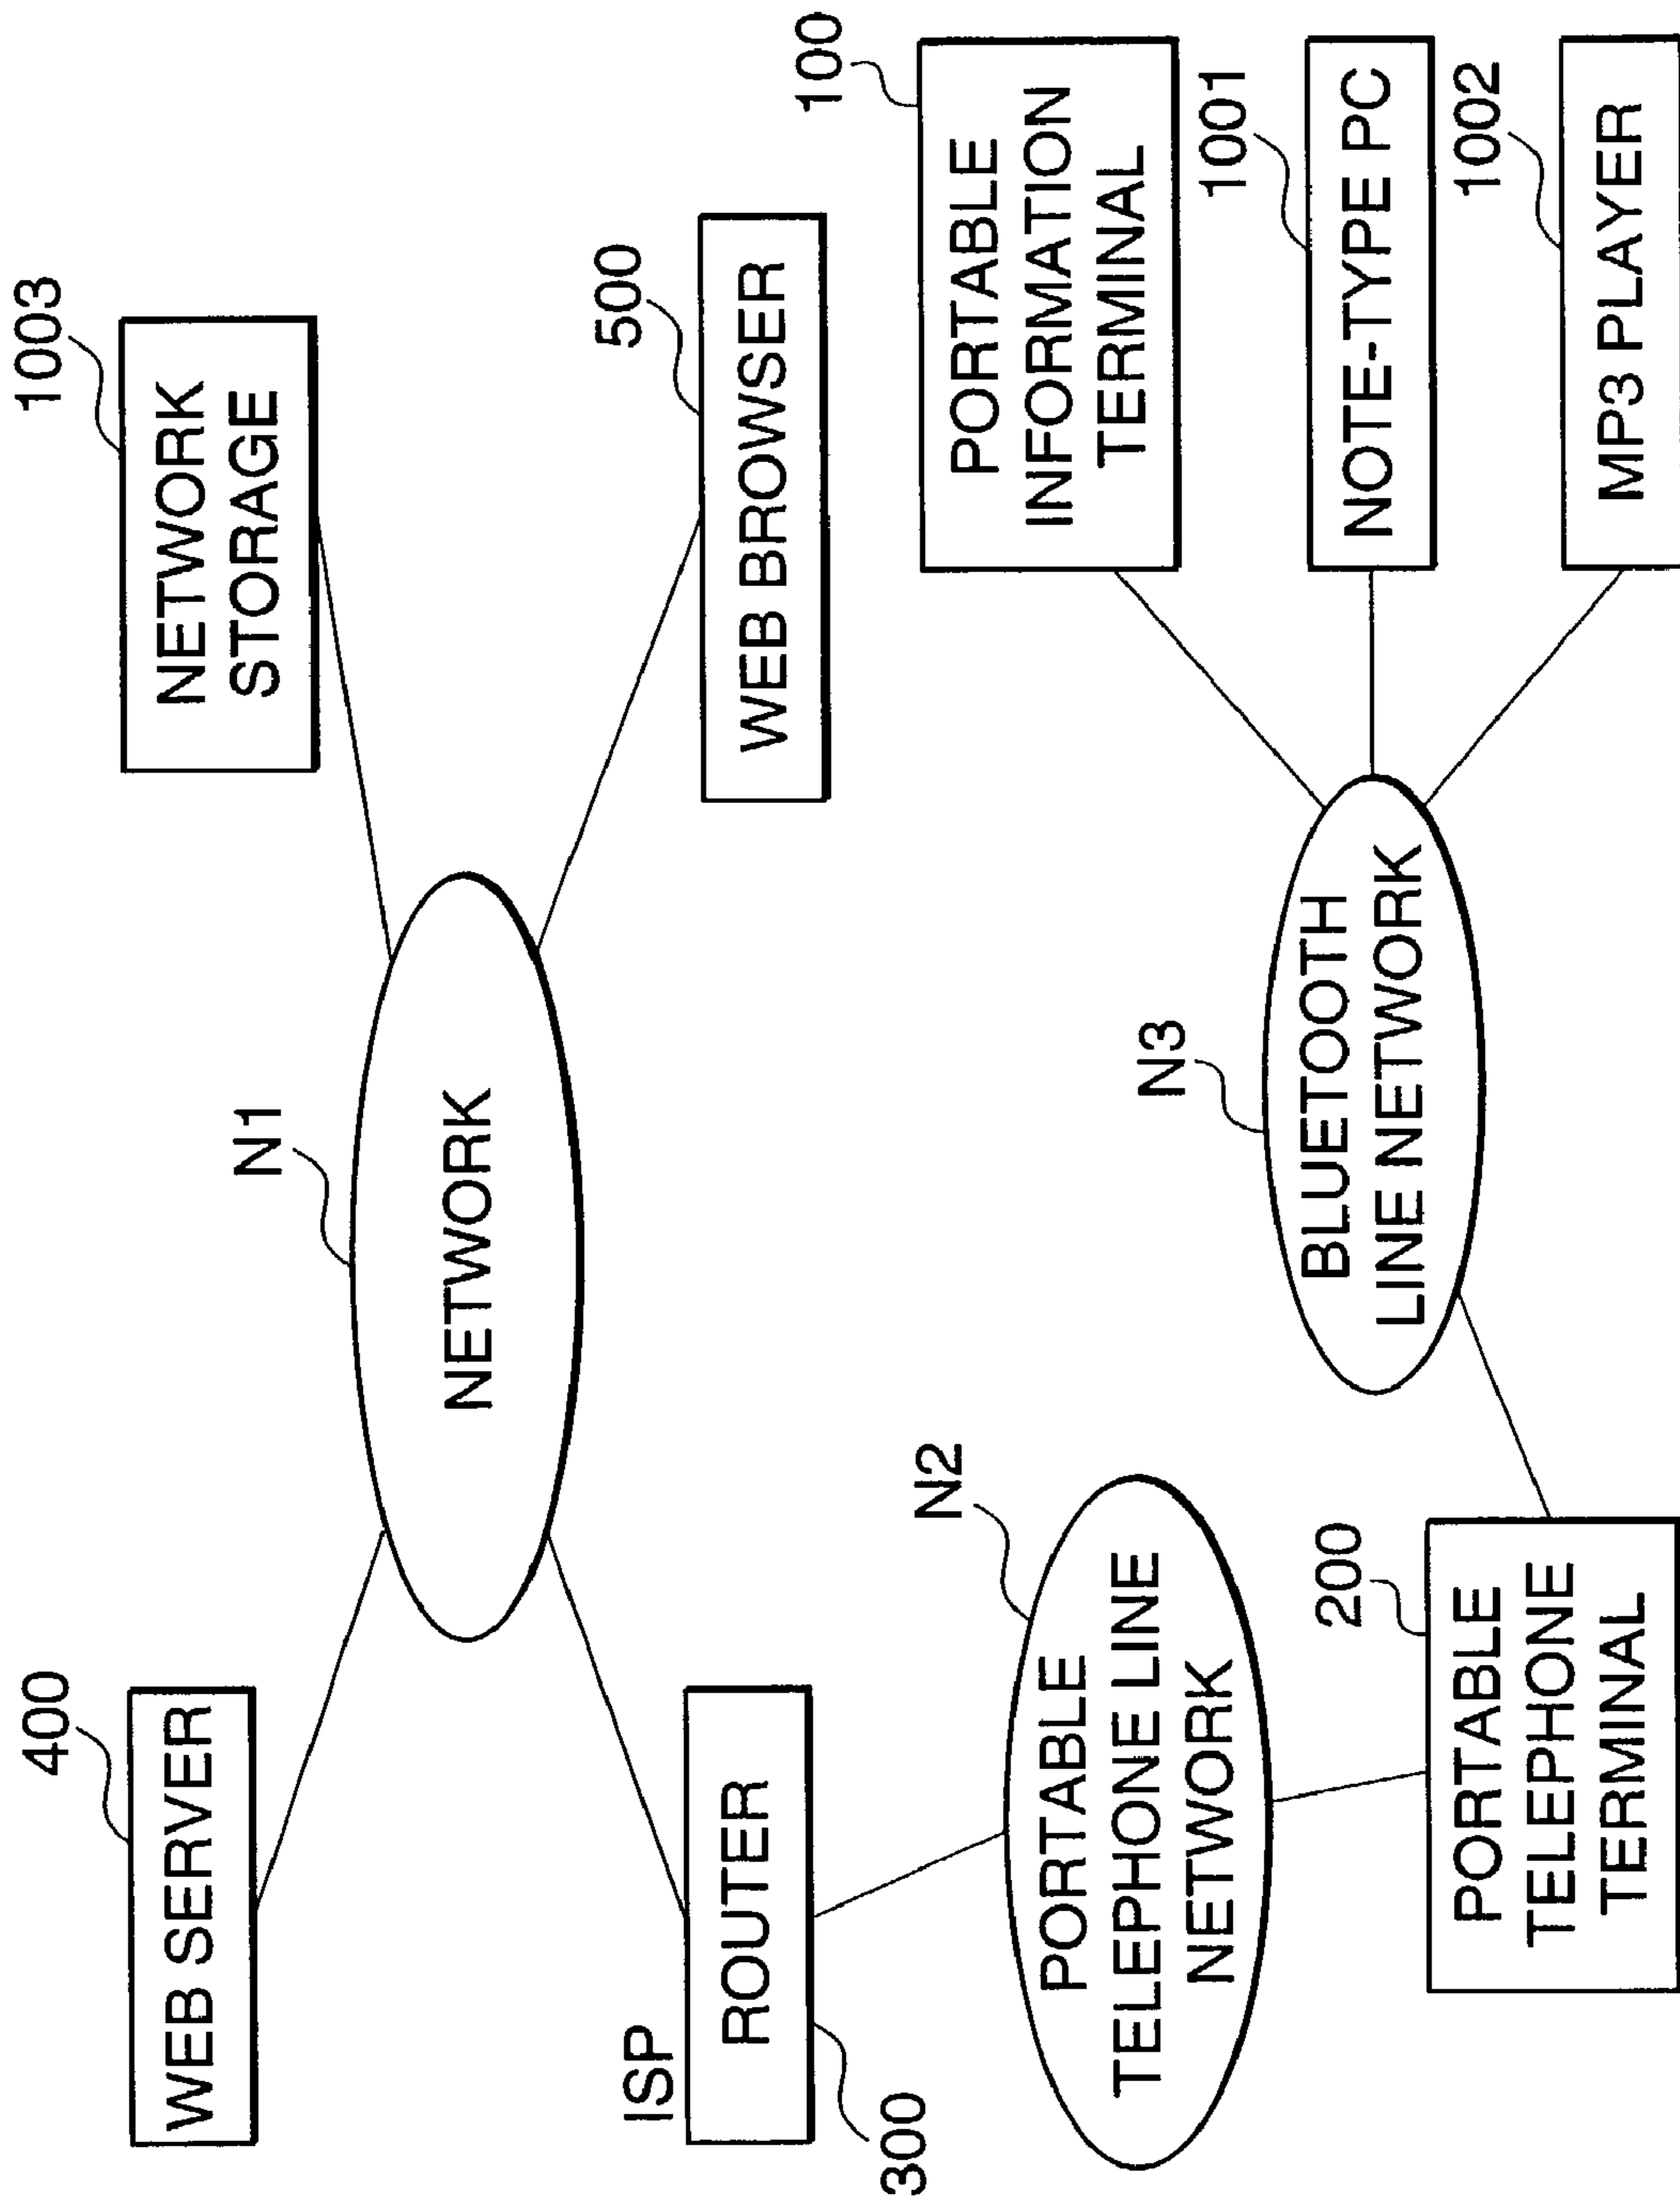 400
WEB SERVER
1003
NETWORK
STORAGE
N1
NETWORK
ISP
ROUTER
300
500
WEB BROWSER
N2
PORTABLE
TELEPHONE LINE
NETWORK
100
PORTABLE
INFORMATION
TERMINAL
N3
BLUETOOTH
LINE NETWORK
1001
NOTE-TYPE PC
200
PORTABLE
TELEPHONE
TERMINAL
1002
MP3 PLAYER